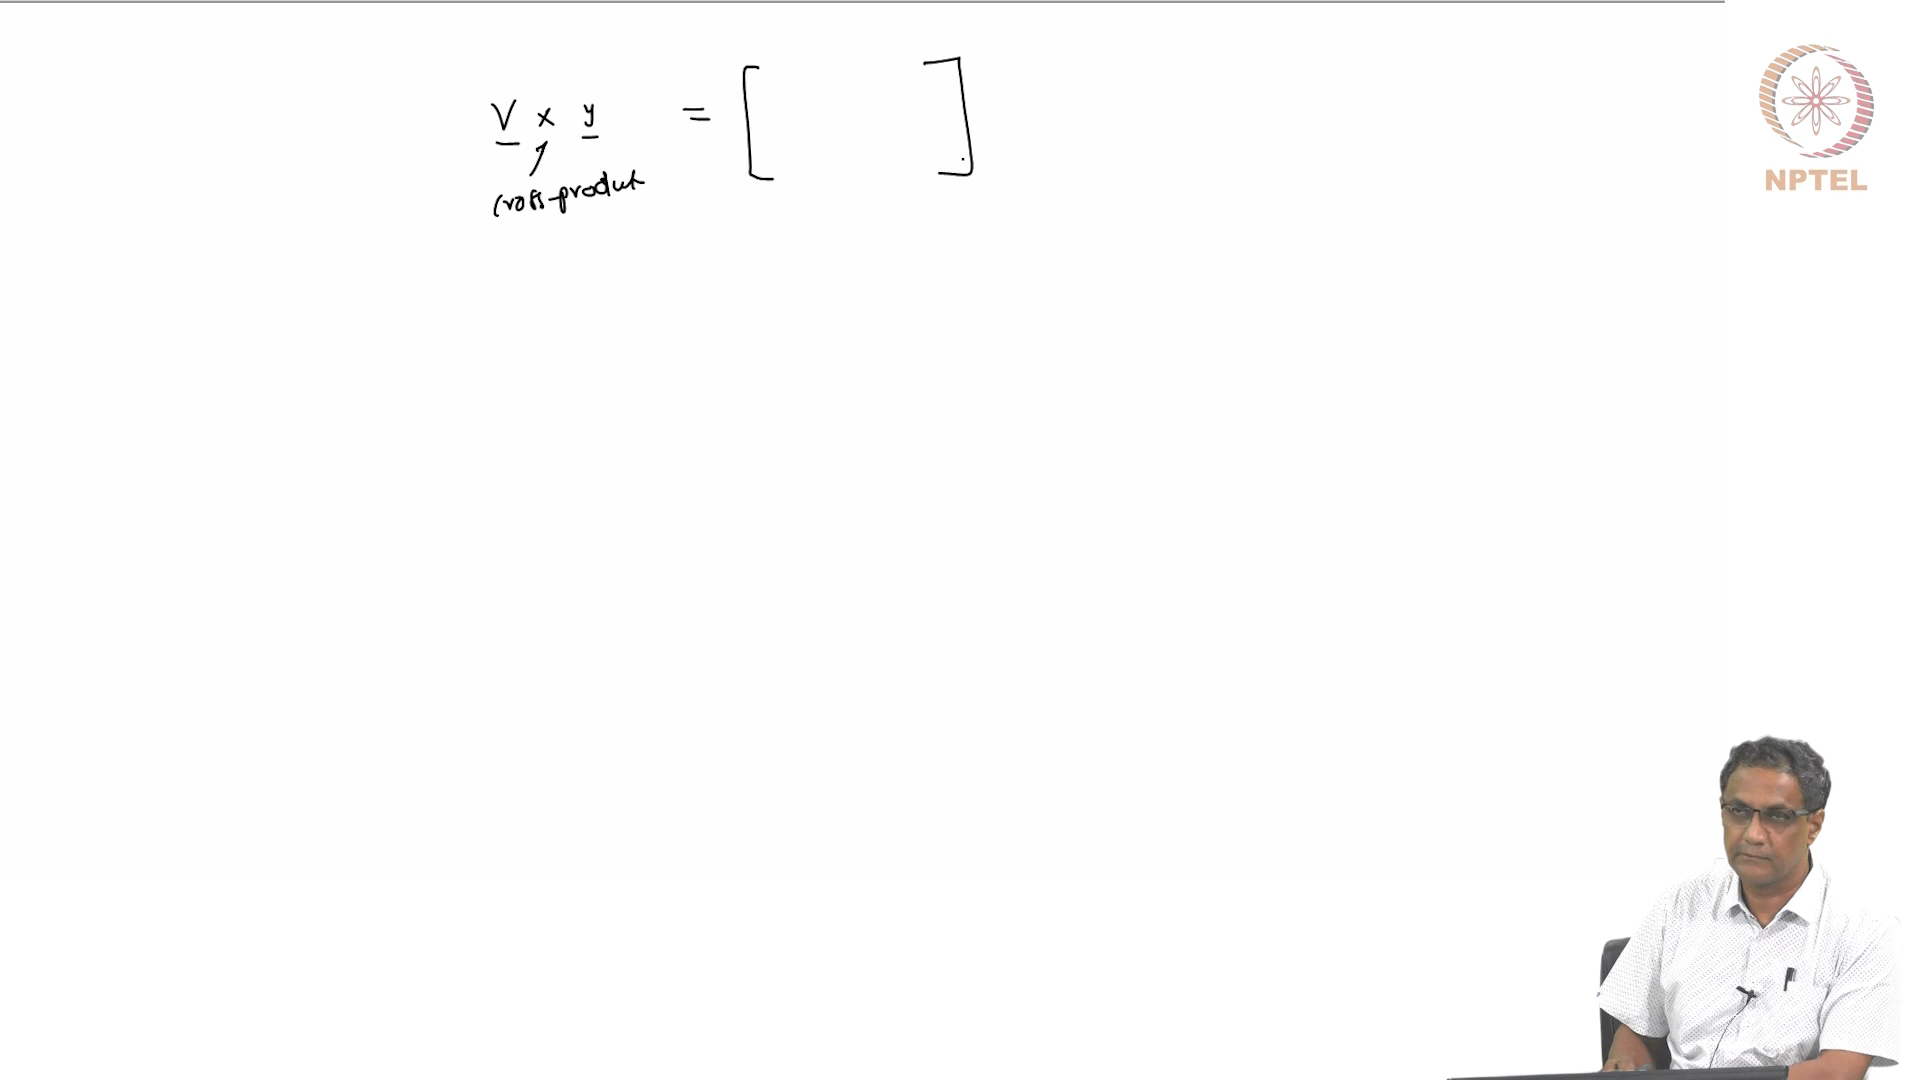 V × y = [ ]
cross-product
NPTEL